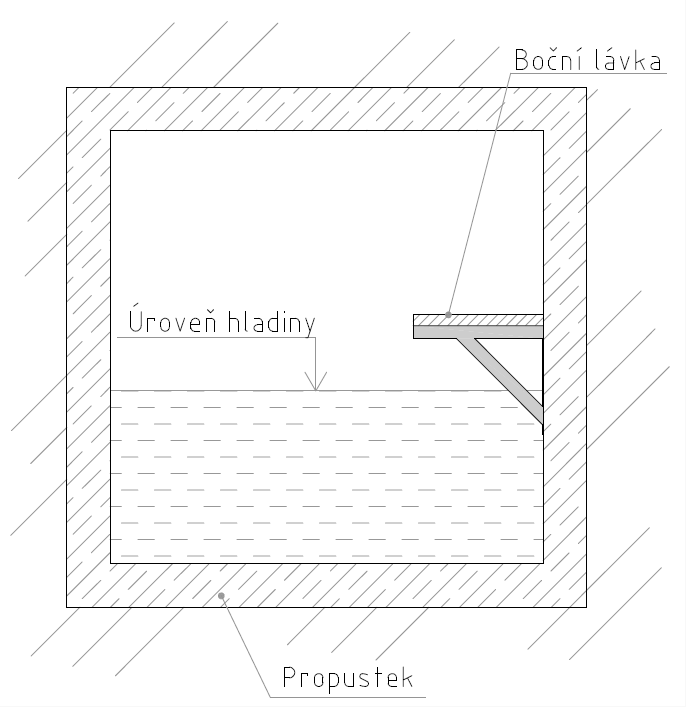 Boční lávka
Úroveň hladiny
Propustek